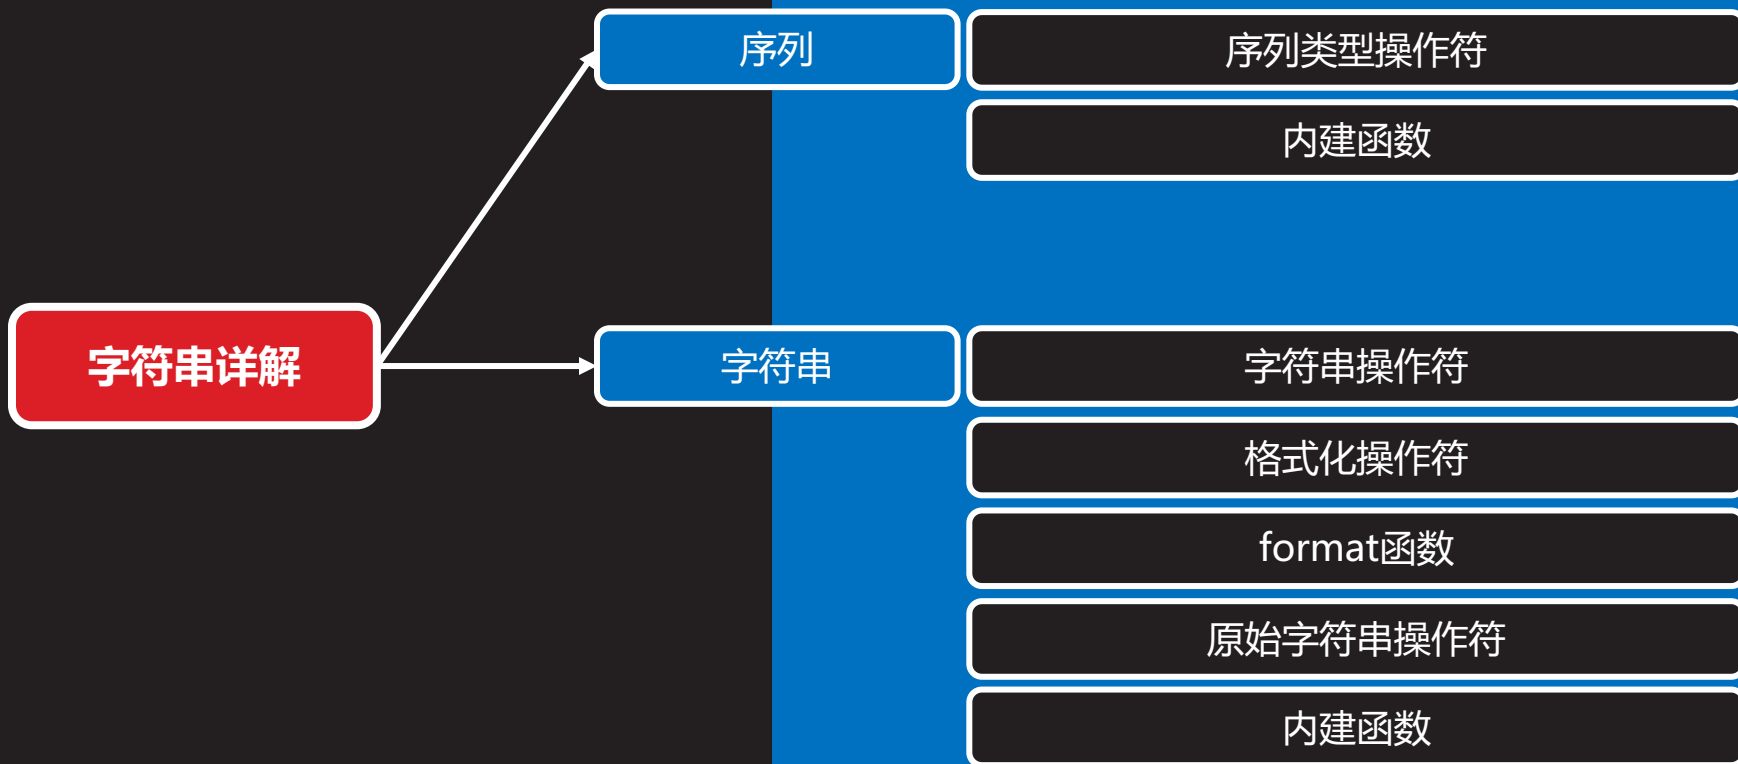 序列
序列类型操作符
内建函数
字符串详解
字符串
字符串操作符
格式化操作符
format函数
原始字符串操作符
内建函数